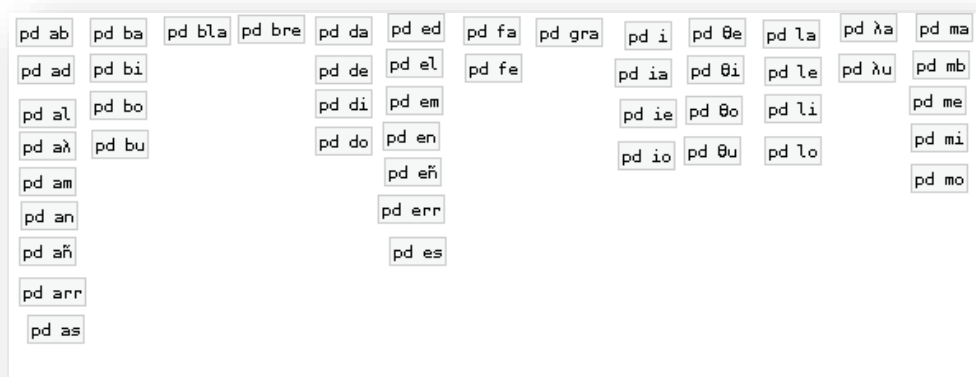 pd ab pd ba pd bla pd bre pd da pd ed pd fa pd gra pd i pd θe pd la pd λa pd ma
pd ad pd bi pd de pd el pd fe pd ia pd θi pd le pd λu pd mb
pd al pd bo pd di pd em pd ie pd θo pd li pd me
pd aλ pd bu pd do pd en pd io pd θu pd lo pd mi
pd am pd eñ pd mo
pd an pd err
pd añ pd es
pd arr
pd as